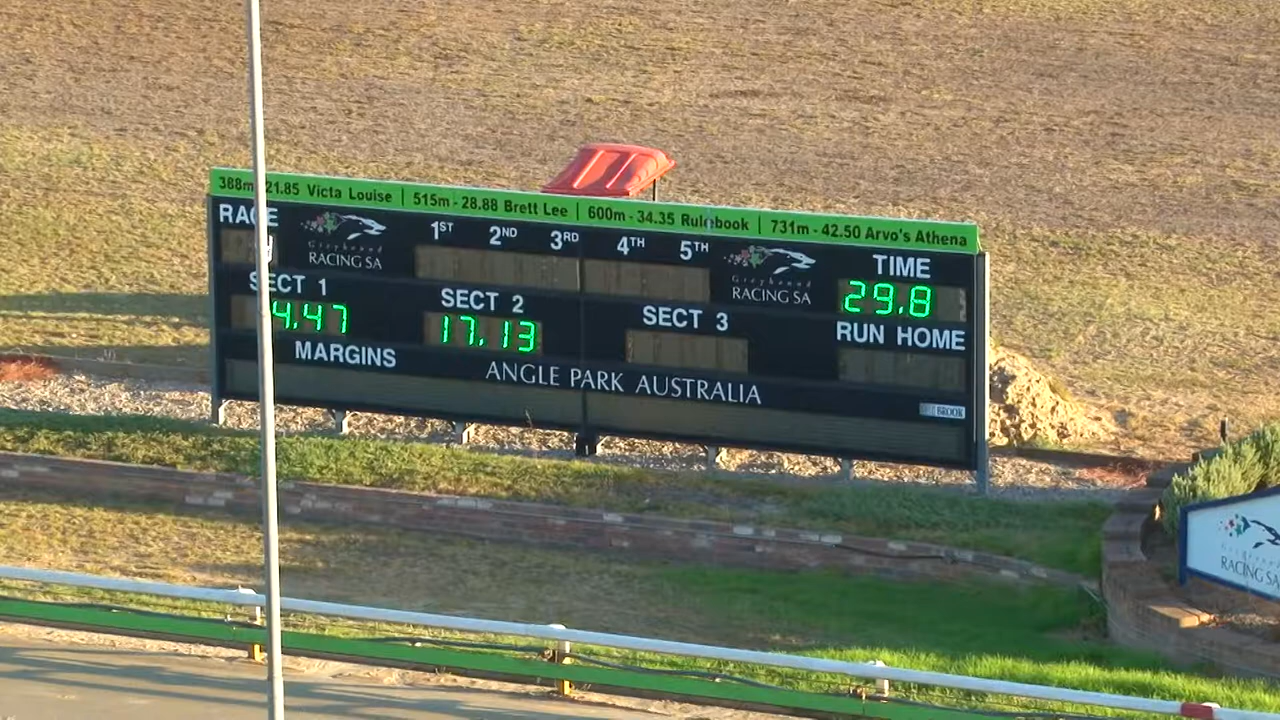 388m 21.85 Victa Louise | 515m - 28.88 Brett Lee | 600m - 34.35 Rulebook | 731m - 42.50 Arvo's Athena
RACE
Greyhound
RACING SA
1ST 2ND 3RD 4TH 5TH
Greyhound
RACING SA
TIME
29.8
SECT 1
4.47
SECT 2
17.13
SECT 3
RUN HOME
MARGINS
ANGLE PARK AUSTRALIA
BROOK
RACING SA